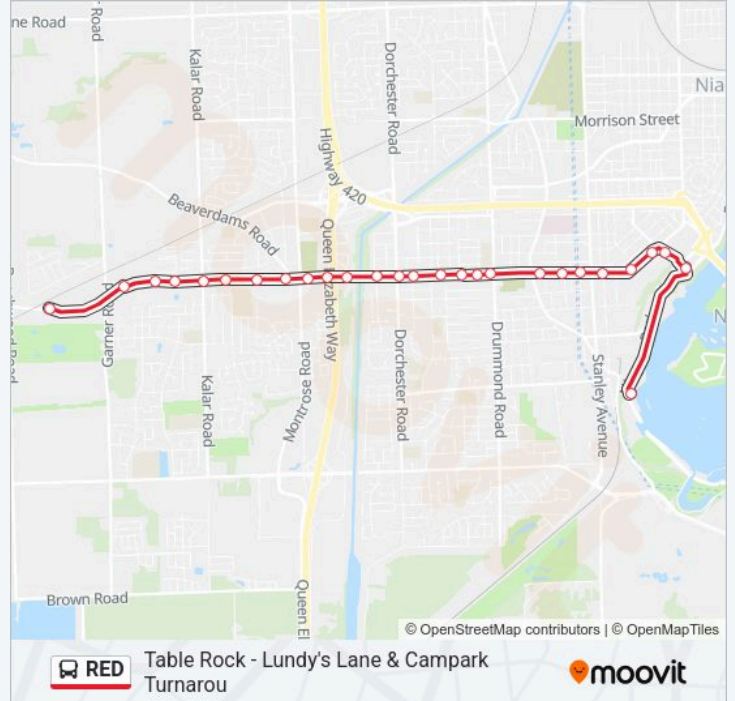 ne Road
Road
Kalar Road
Dorchester Road
Nia
Morrison Street
Highway 420
Beaverdams Road
Queen Elizabeth Way
Garner Road
Montrose Road
Kalar Road
Dorchester Road
Drummond Road
Stanley Avenue
N
Brown Road
Queen El
© OpenStreetMap contributors | © OpenMapTiles
RED
Table Rock - Lundy's Lane & Campark
Turnarou
moovit